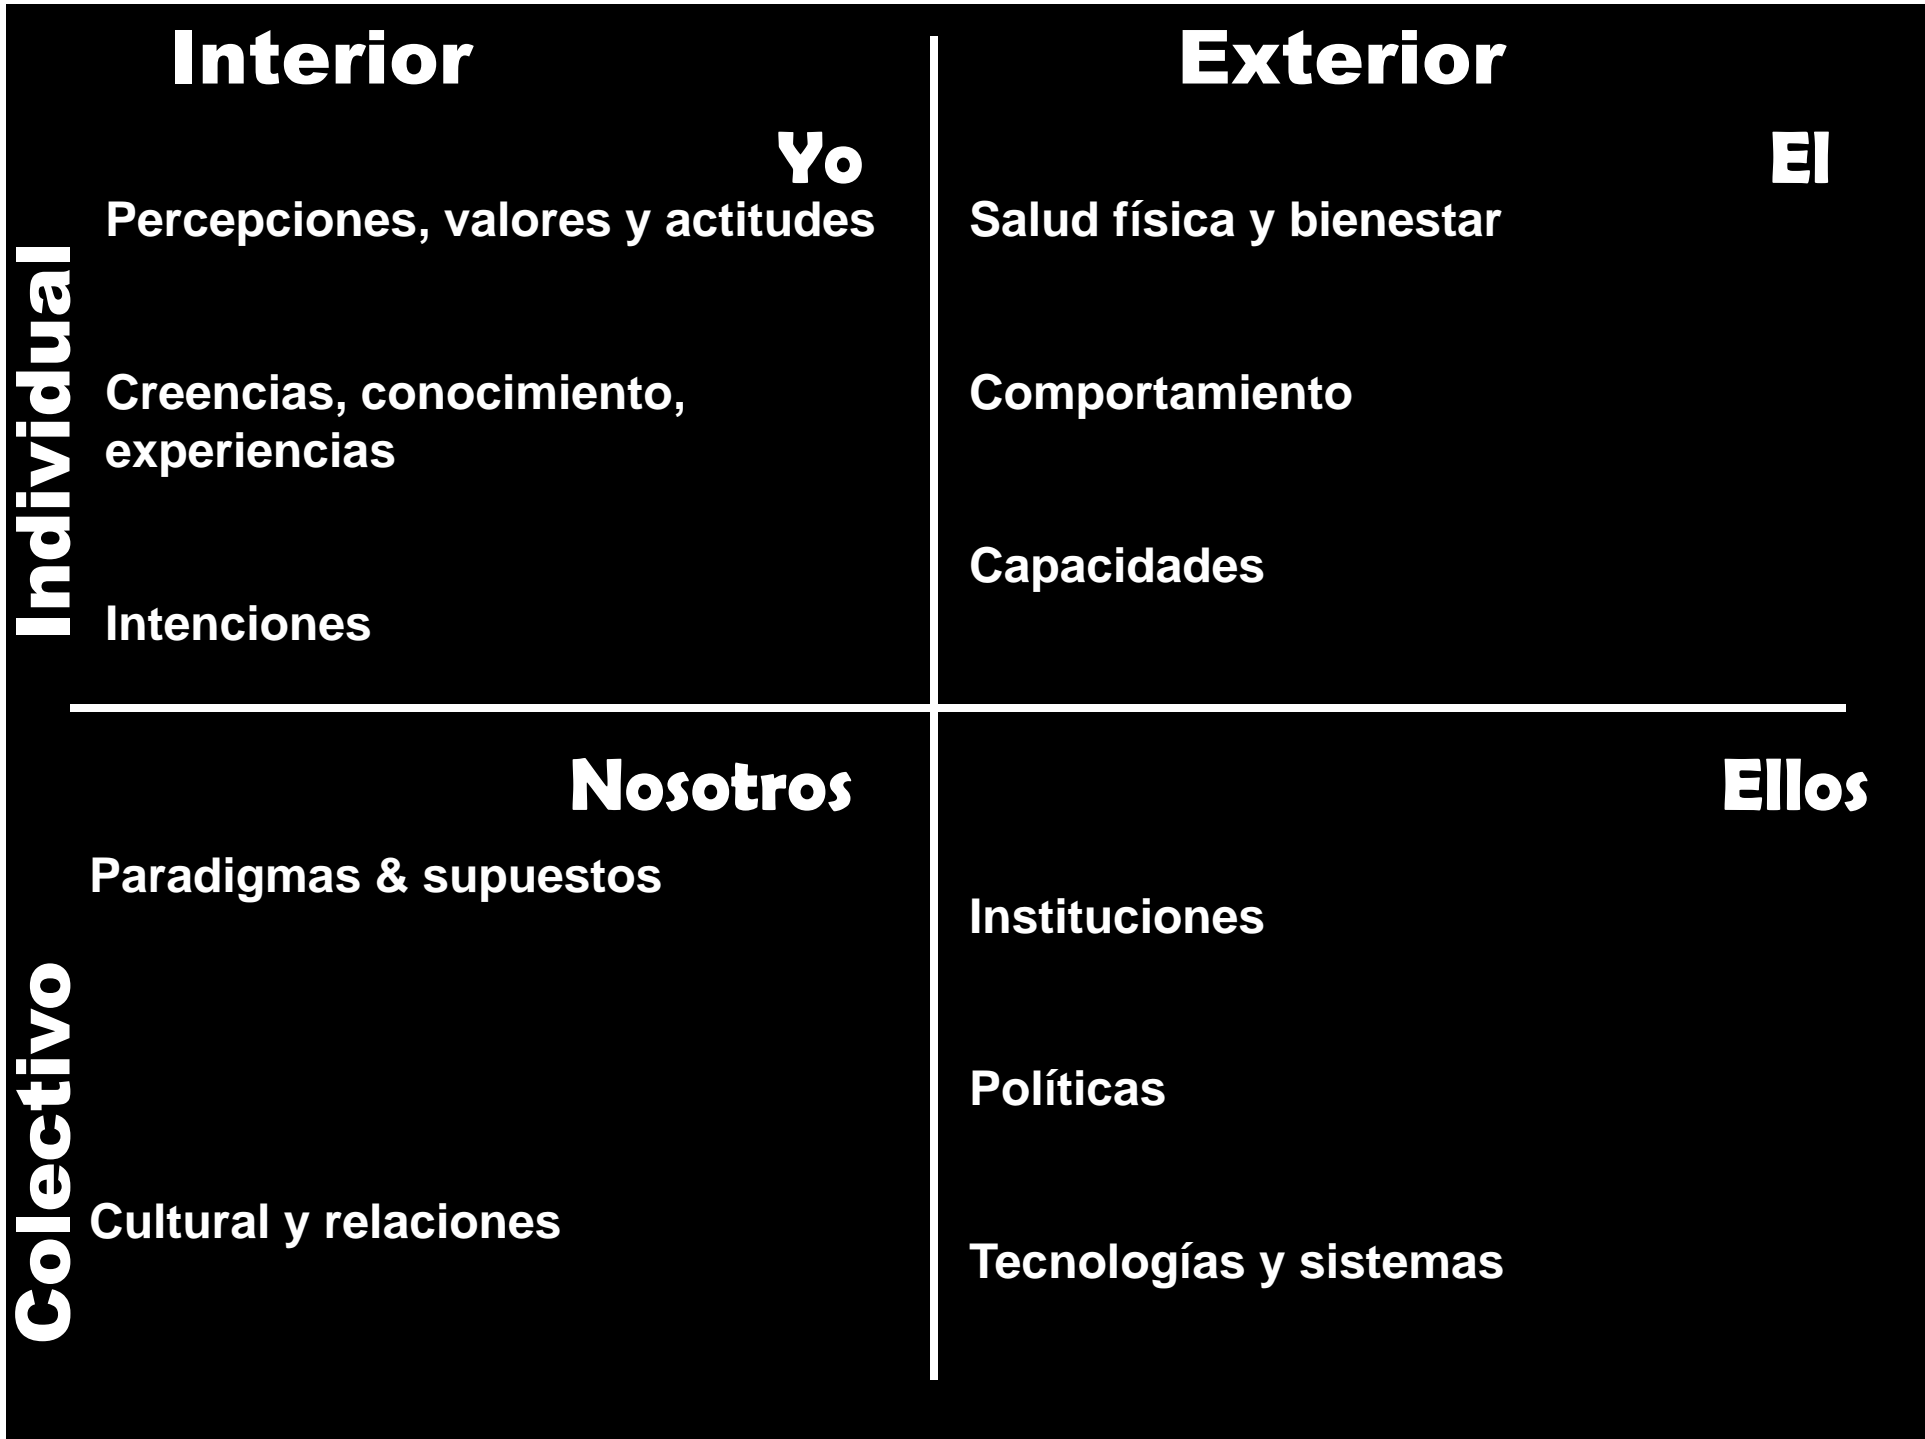 Interior
Exterior
Individual
Yo
Percepciones, valores y actitudes
Creencias, conocimiento,
experiencias
Intenciones
El
Salud física y bienestar
Comportamiento
Capacidades
Colectivo
Nosotros
Paradigmas & supuestos
Cultural y relaciones
Ellos
Instituciones
Políticas
Tecnologías y sistemas